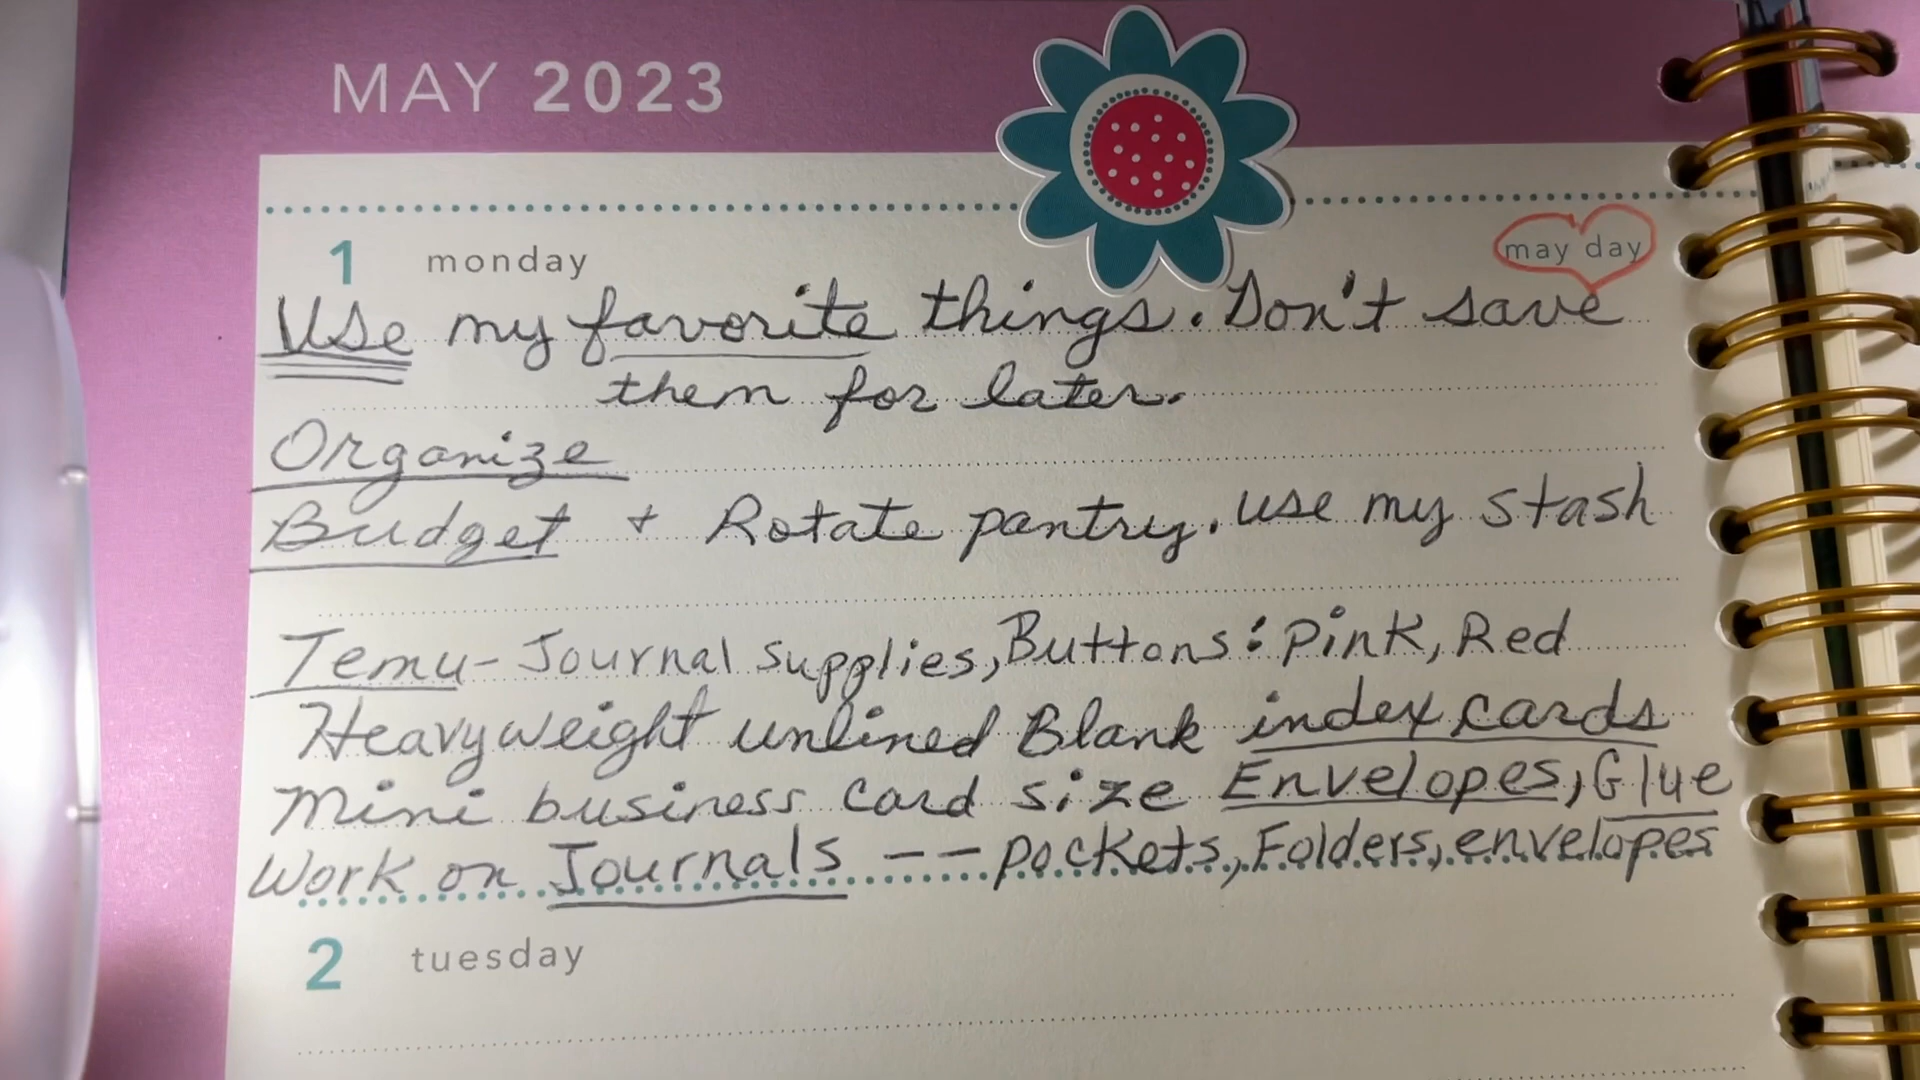 MAY 2023
1 monday
may day
Use my favorite things. Don't save
them for later.
Organize
Budget + Rotate pantry. use my stash
Temu - Journal supplies, Buttons: pink, Red
Heavyweight unlined Blank index cards
Mini business card size Envelopes, Glue
Work on Journals -- pockets, Folders, envelopes
2 tuesday